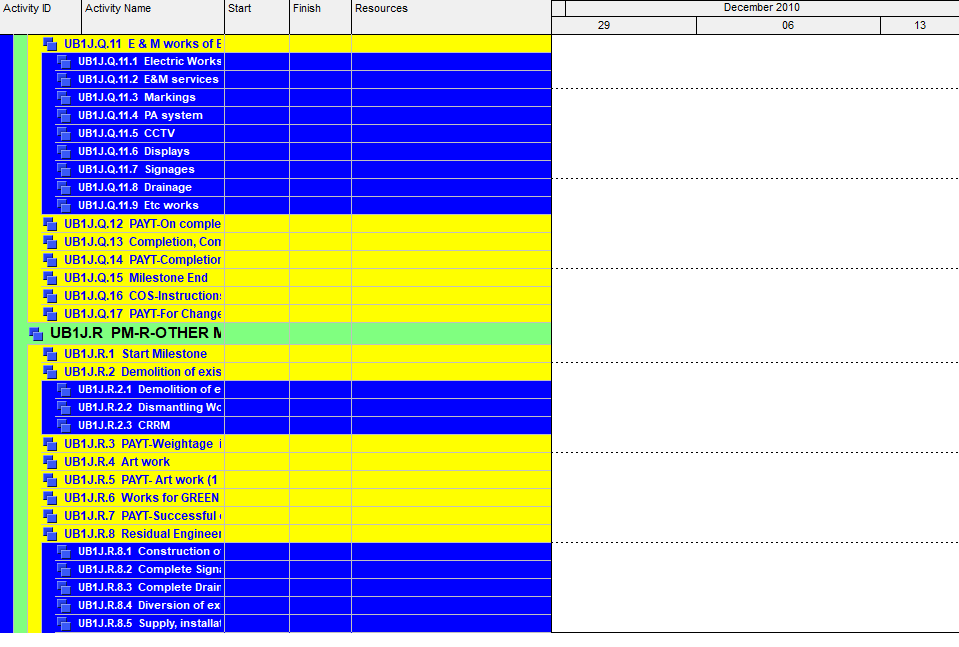 Activity ID Activity Name Start Finish Resources December 2010
29 06 13
UB1J.Q.11 E & M works of E
UB1J.Q.11.1 Electric Works
UB1J.Q.11.2 E&M services
UB1J.Q.11.3 Markings
UB1J.Q.11.4 PA system
UB1J.Q.11.5 CCTV
UB1J.Q.11.6 Displays
UB1J.Q.11.7 Signages
UB1J.Q.11.8 Drainage
UB1J.Q.11.9 Etc works
UB1J.Q.12 PAYT-On comple
UB1J.Q.13 Completion, Con
UB1J.Q.14 PAYT-Completion
UB1J.Q.15 Milestone End
UB1J.Q.16 COS-Instructions
UB1J.Q.17 PAYT-For Change
UB1J.R PM-R-OTHER M
UB1J.R.1 Start Milestone
UB1J.R.2 Demolition of exis
UB1J.R.2.1 Demolition of e
UB1J.R.2.2 Dismantling Wo
UB1J.R.2.3 CRRM
UB1J.R.3 PAYT-Weightage i
UB1J.R.4 Art work
UB1J.R.5 PAYT- Art work (1
UB1J.R.6 Works for GREEN
UB1J.R.7 PAYT-Successful
UB1J.R.8 Residual Engineer
UB1J.R.8.1 Construction o
UB1J.R.8.2 Complete Signa
UB1J.R.8.3 Complete Drain
UB1J.R.8.4 Diversion of ex
UB1J.R.8.5 Supply, installat